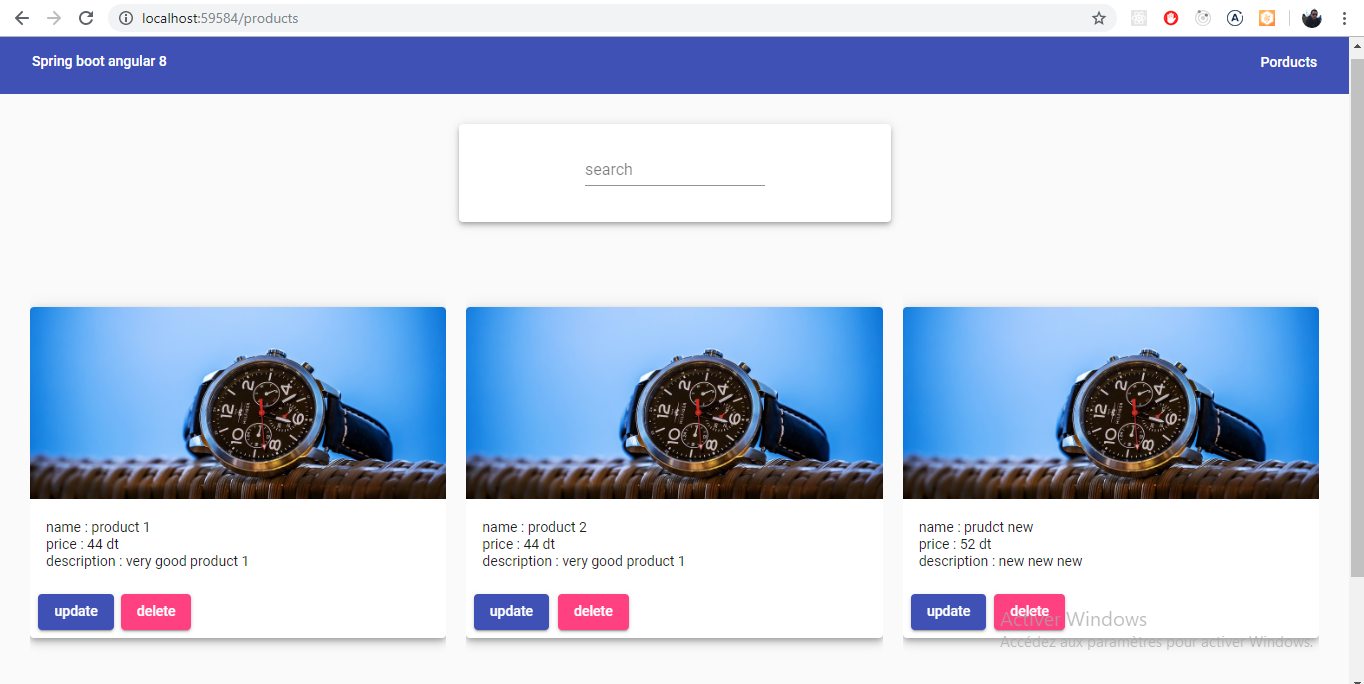 localhost:59584/products
Spring boot angular 8
Porducts
search
name : product 1
price : 44 dt
description : very good product 1
update
delete
name : product 2
price : 44 dt
description : very good product 1
update
delete
name : prudct new
price : 52 dt
description : new new new
update
delete
Activer Windows
Accédez aux paramètres pour activer Windows.